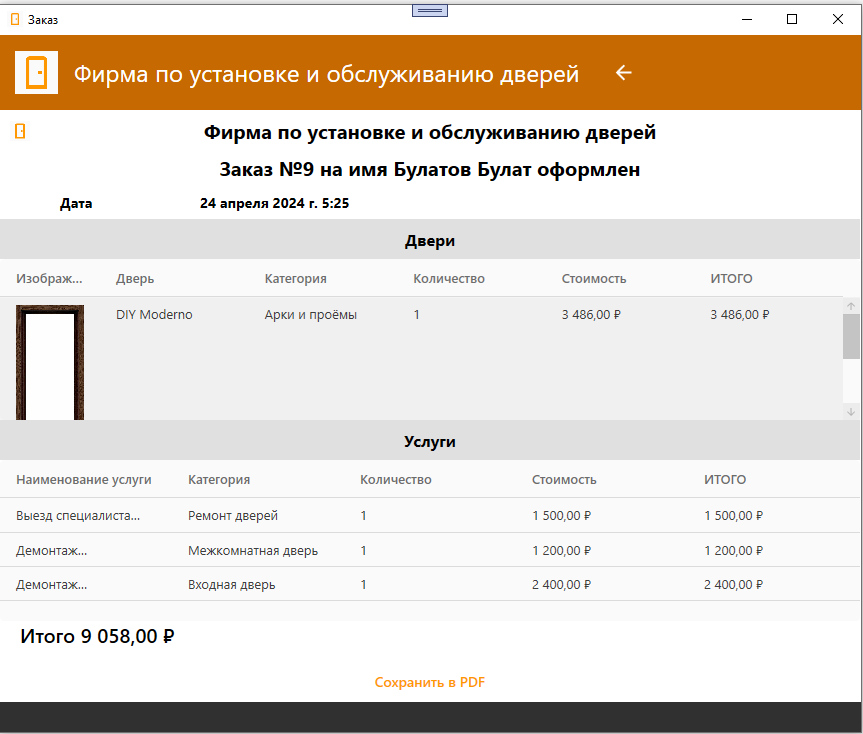 Заказ
Фирма по установке и обслуживанию дверей
Фирма по установке и обслуживанию дверей
Заказ №9 на имя Булатов Булат оформлен
Дата 24 апреля 2024 г. 5:25
Двери
Изображ... Дверь Категория Количество Стоимость ИТОГО
DIY Moderno Арки и проёмы 1 3 486,00 ₽ 3 486,00 ₽
Услуги
Наименование услуги Категория Количество Стоимость ИТОГО
Выезд специалиста... Ремонт дверей 1 1 500,00 ₽ 1 500,00 ₽
Демонтаж... Межкомнатная дверь 1 1 200,00 ₽ 1 200,00 ₽
Демонтаж... Входная дверь 1 2 400,00 ₽ 2 400,00 ₽
Итого 9 058,00 ₽
Сохранить в PDF